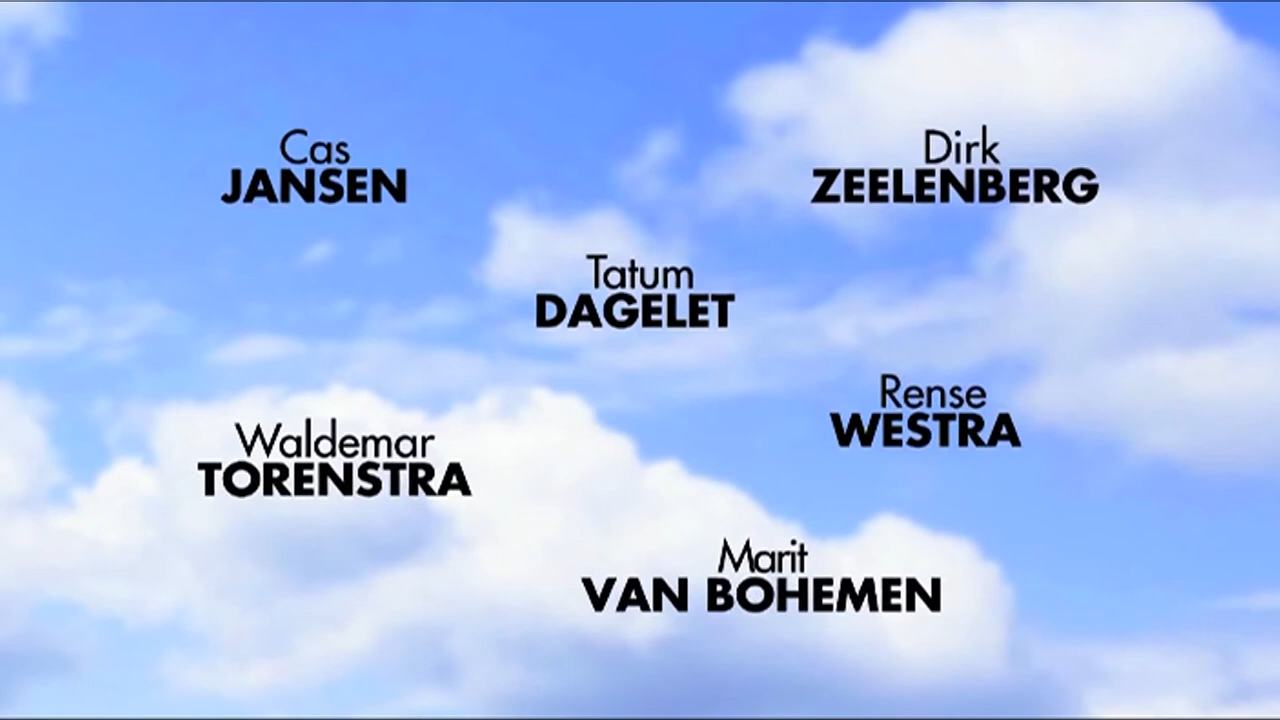 Cas
JANSEN
Dirk
ZEELENBERG
Tatum
DAGELET
Rense
WESTRA
Waldemar
TORENSTRA
Marit
VAN BOHEMEN